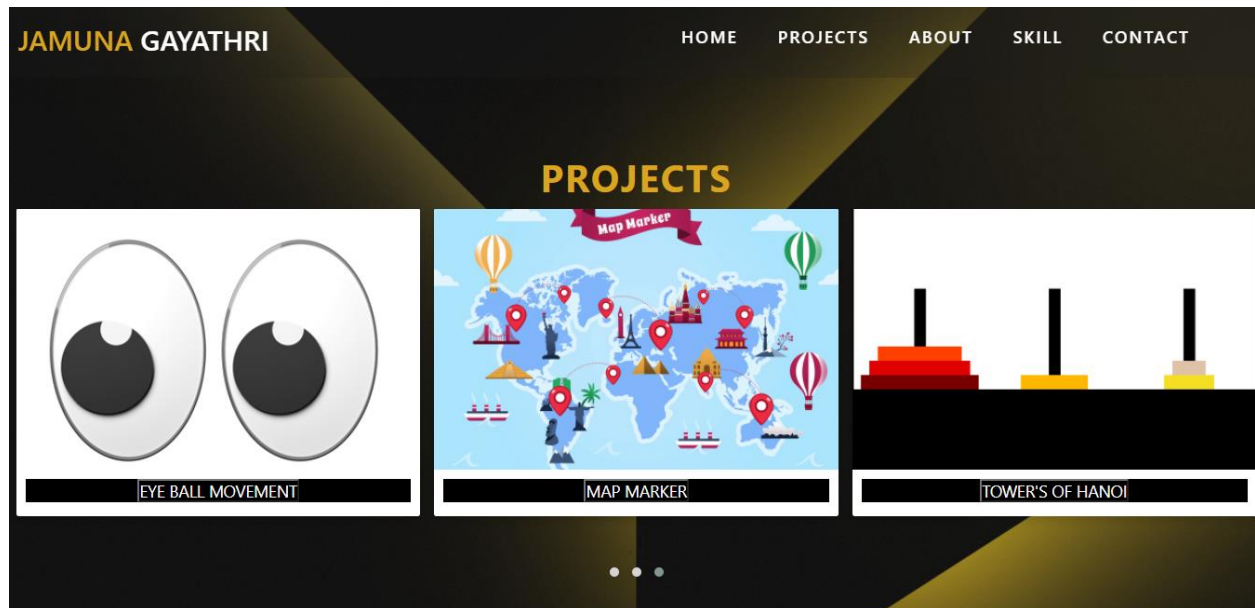 JAMUNA GAYATHRI
HOME PROJECTS ABOUT SKILL CONTACT
PROJECTS
Map Marker
EYE BALL MOVEMENT
MAP MARKER
TOWER'S OF HANOI